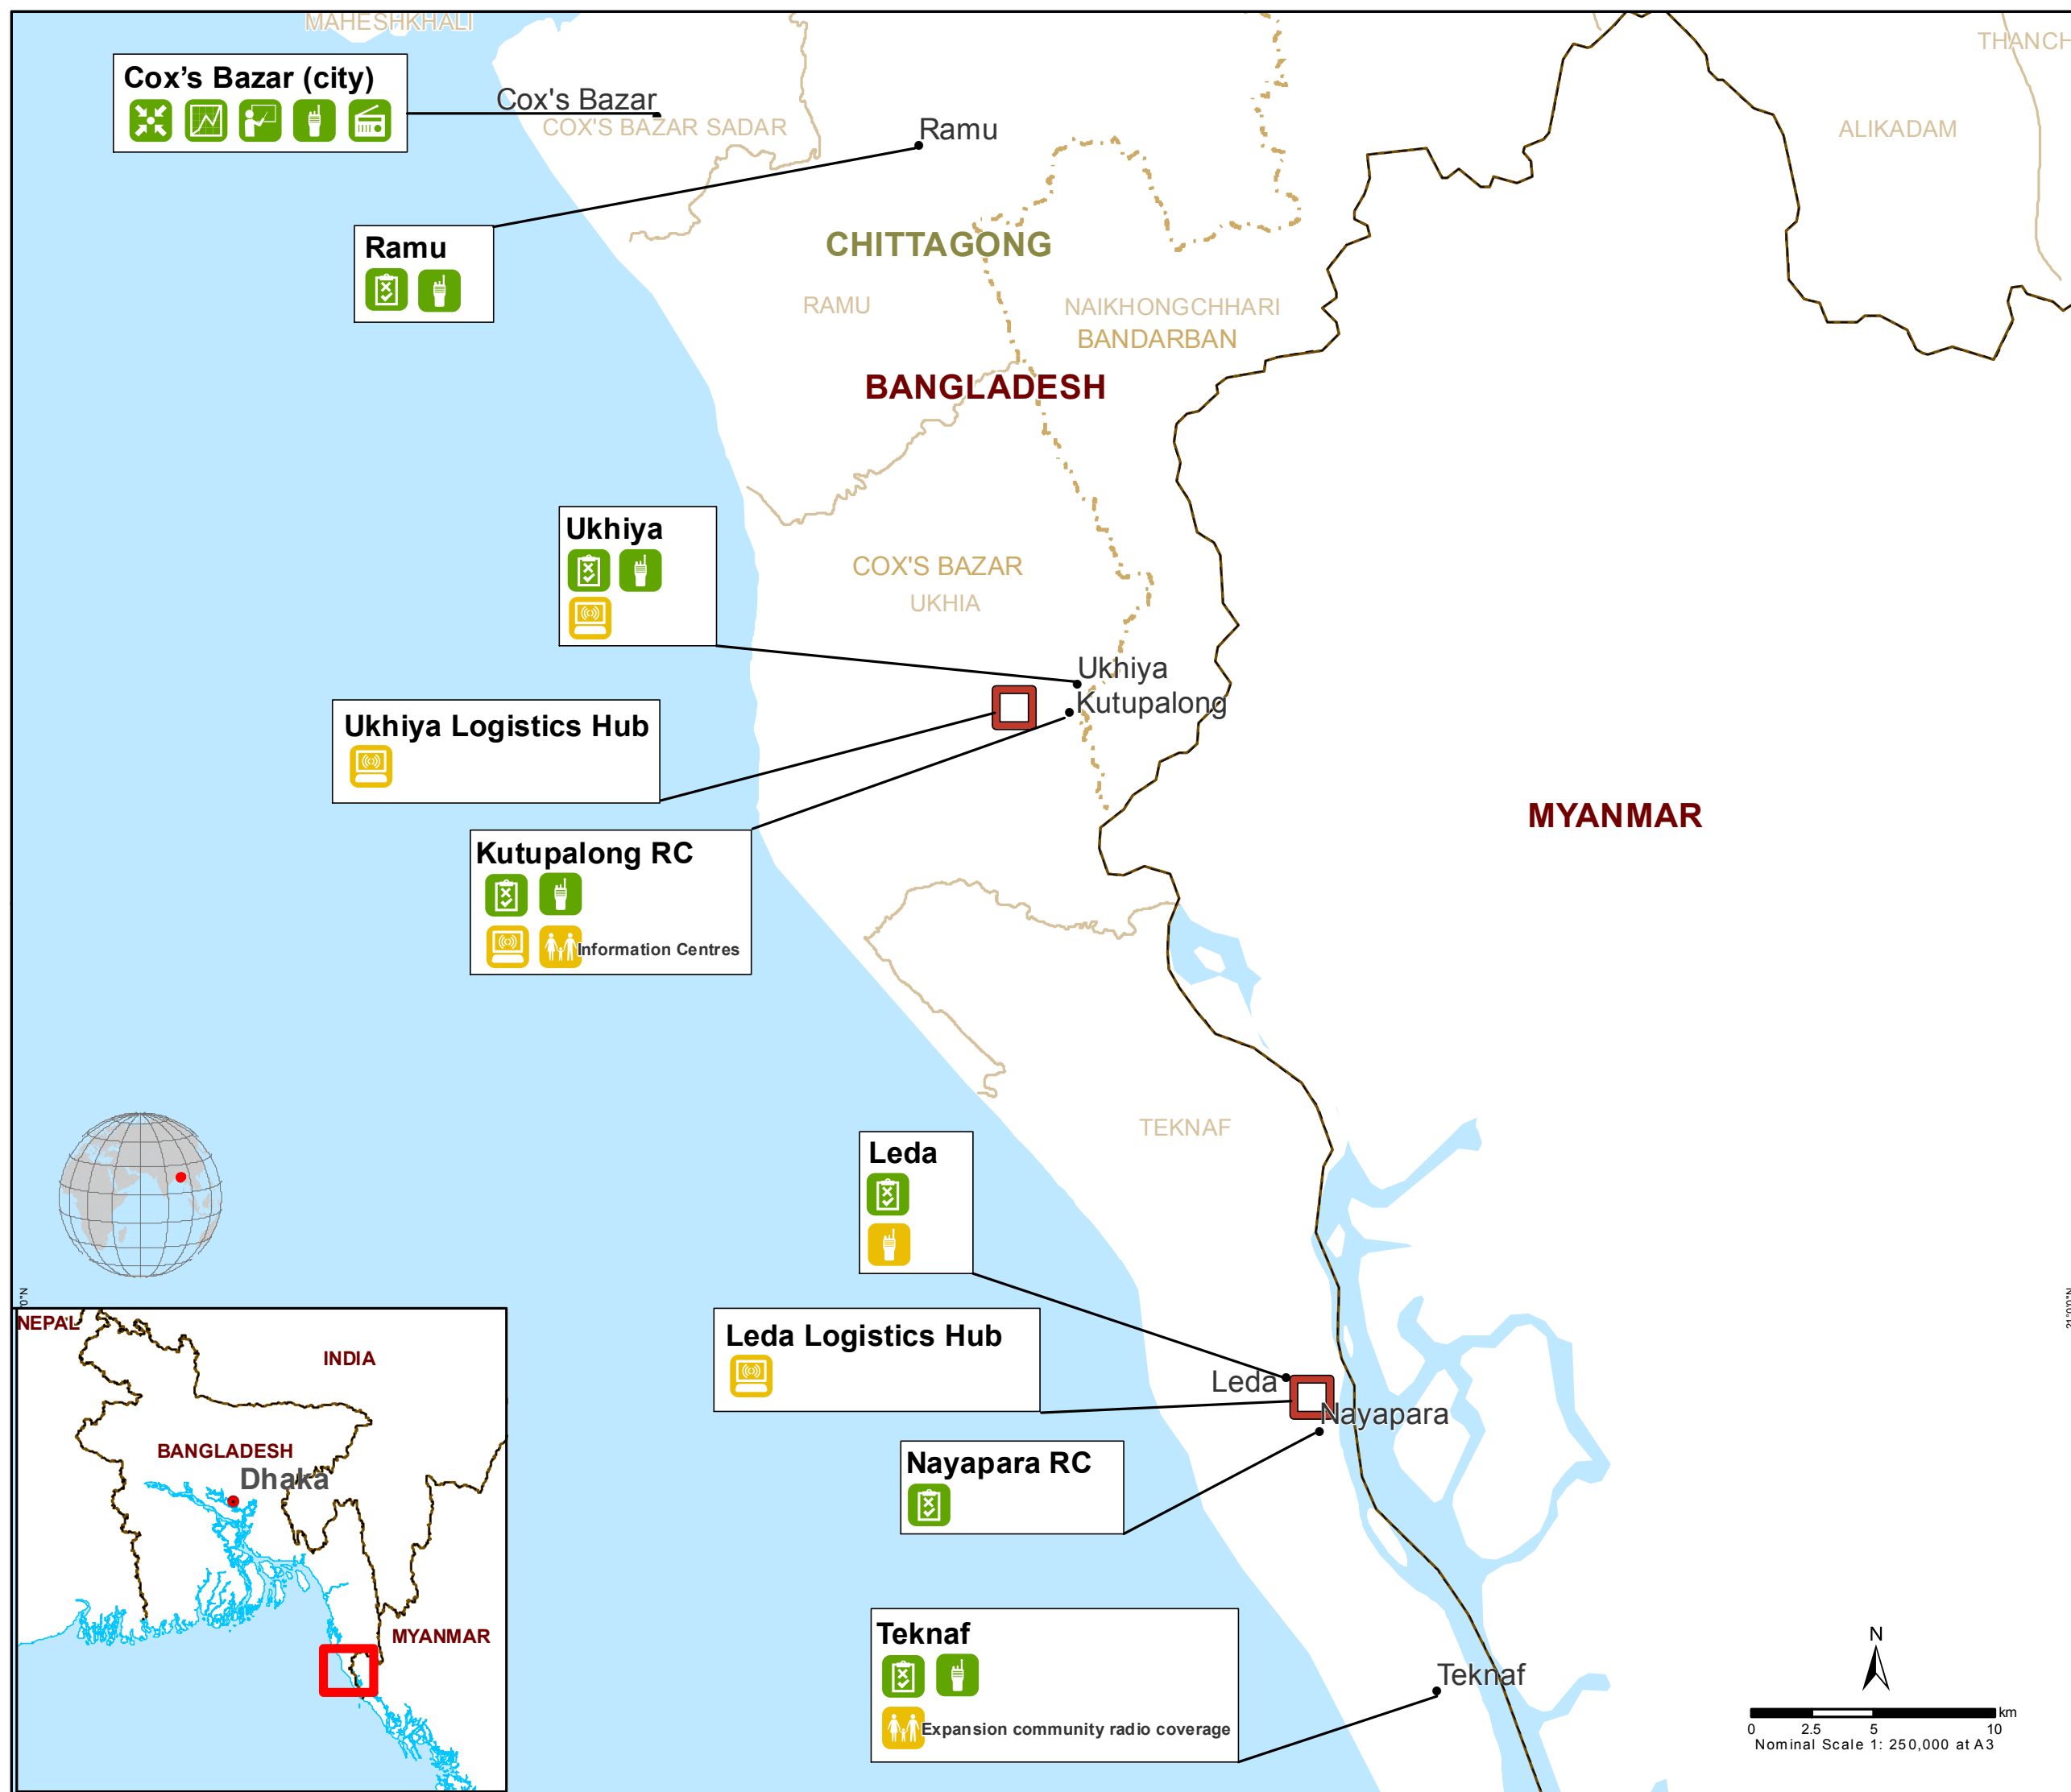 MAHESHKHALI
THANCH
Cox's Bazar (city)
Cox's Bazar
COX'S BAZAR SADAR
Ramu
ALIKADAM
Ramu
CHITTAGONG
RAMU
NAIKHONGCHHARI
BANDARBAN
BANGLADESH
Ukhiya
COX'S BAZAR
UKHIA
Ukhiya
Kutupalong
Ukhiya Logistics Hub
MYANMAR
Kutupalong RC
Information Centres
TEKNAF
Leda
Leda Logistics Hub
Leda
Nayapara
Nayapara RC
Teknaf
Expansion community radio coverage
Teknaf
NEPAL
INDIA
BANGLADESH
Dhaka
MYANMAR
N
km
0 2.5 5 10
Nominal Scale 1: 250,000 at A3